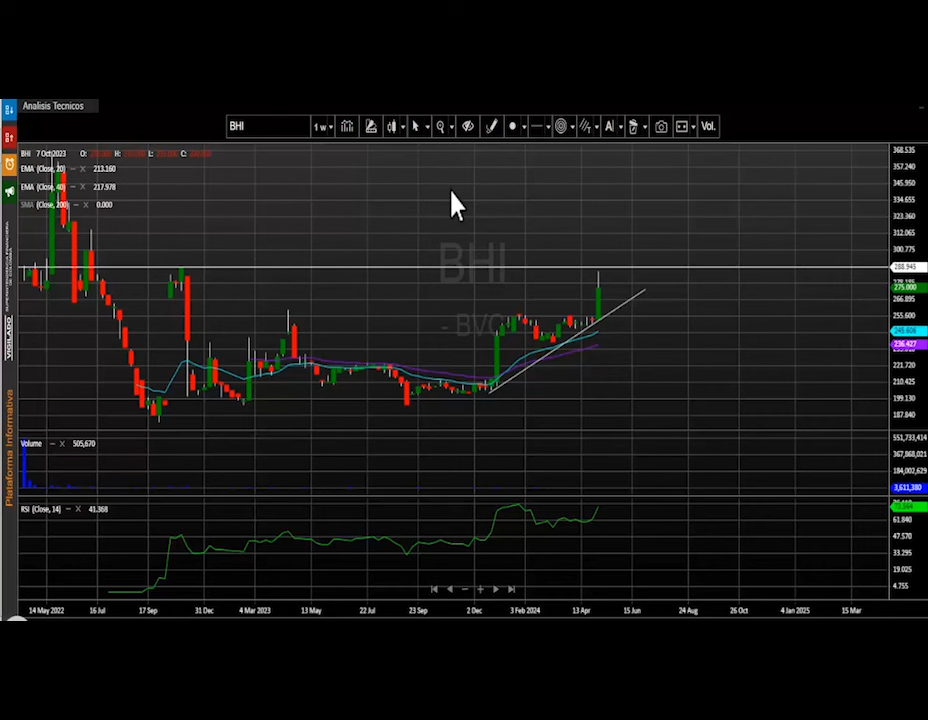 Analisis Tecnicos
BHI
1 w
A
Vol.
BHI 7 Oct 2023 O: H: L: C:
EMA (Close, 20) 213.160
EMA (Close, 40) 217.978
SMA (Close, 200) 0.000
BHI
- BVC
368.535
357.240
345.950
334.655
323.360
312.065
300.775
288.945
275.000
266.895
255.600
245.606
236.427
221.720
210.425
199.130
187.840
SUPERINTENDENCIA FINANCIERA
DE COLOMBIA
VIGILADO
Plataforma Informativa
Volume 505,670
551,733,414
367,868,021
184,002,629
3,611,380
RSI (Close, 14) 41.368
61.840
47.570
33.295
19.025
4.755
14 May 2022
16 Jul
17 Sep
31 Dec
4 Mar 2023
13 May
22 Jul
23 Sep
2 Dec
3 Feb 2024
13 Apr
15 Jun
24 Aug
26 Oct
4 Jan 2025
15 Mar